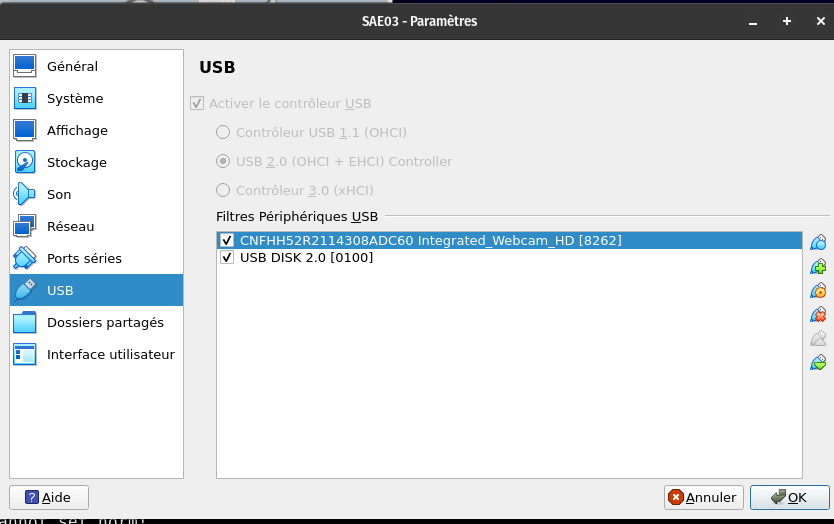 SAE03 - Paramètres
Général
Système
Affichage
Stockage
Son
Réseau
Ports séries
USB
Dossiers partagés
Interface utilisateur
USB
Activer le contrôleur USB
Contrôleur USB 1.1 (OHCI)
USB 2.0 (OHCI + EHCI) Controller
Contrôleur 3.0 (xHCI)
Filtres Périphériques USB
CNFHH52R2114308ADC60 Integrated_Webcam_HD [8262]
USB DISK 2.0 [0100]
Aide
Annuler
OK